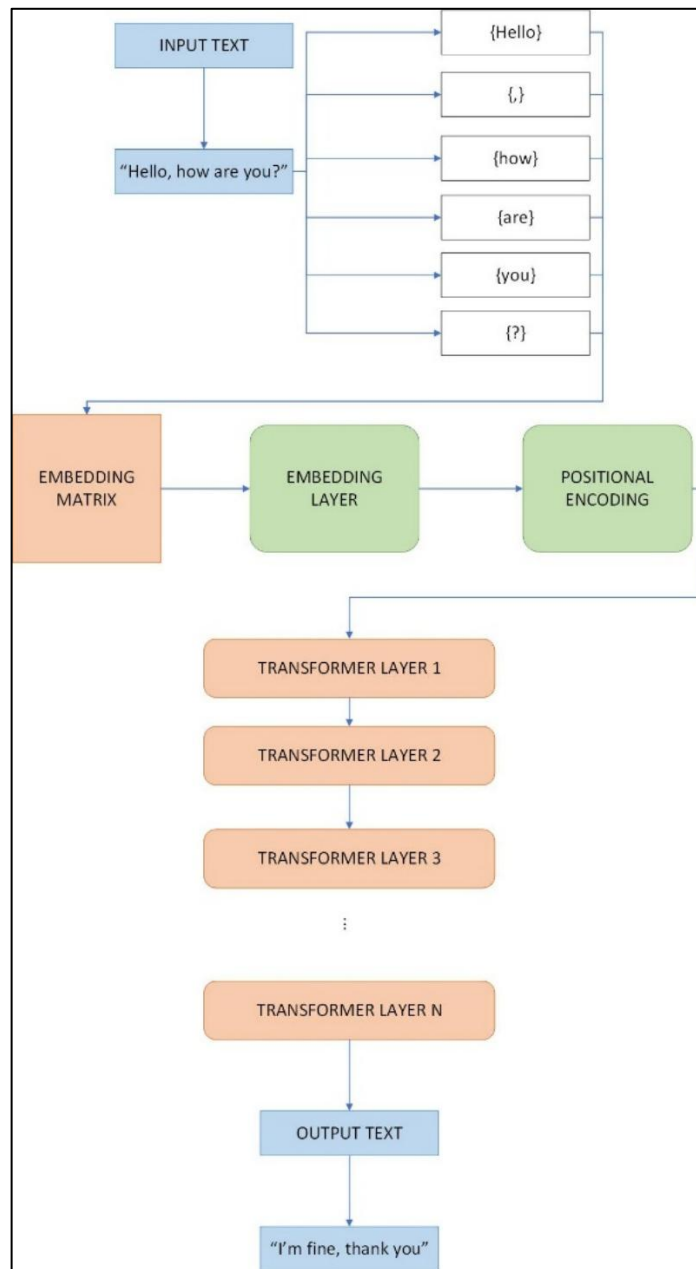 INPUT TEXT
“Hello, how are you?”
{Hello}
{,}
{how}
{are}
{you}
{?}
EMBEDDING
MATRIX
EMBEDDING
LAYER
POSITIONAL
ENCODING
TRANSFORMER LAYER 1
TRANSFORMER LAYER 2
TRANSFORMER LAYER 3
...
TRANSFORMER LAYER N
OUTPUT TEXT
“I’m fine, thank you”